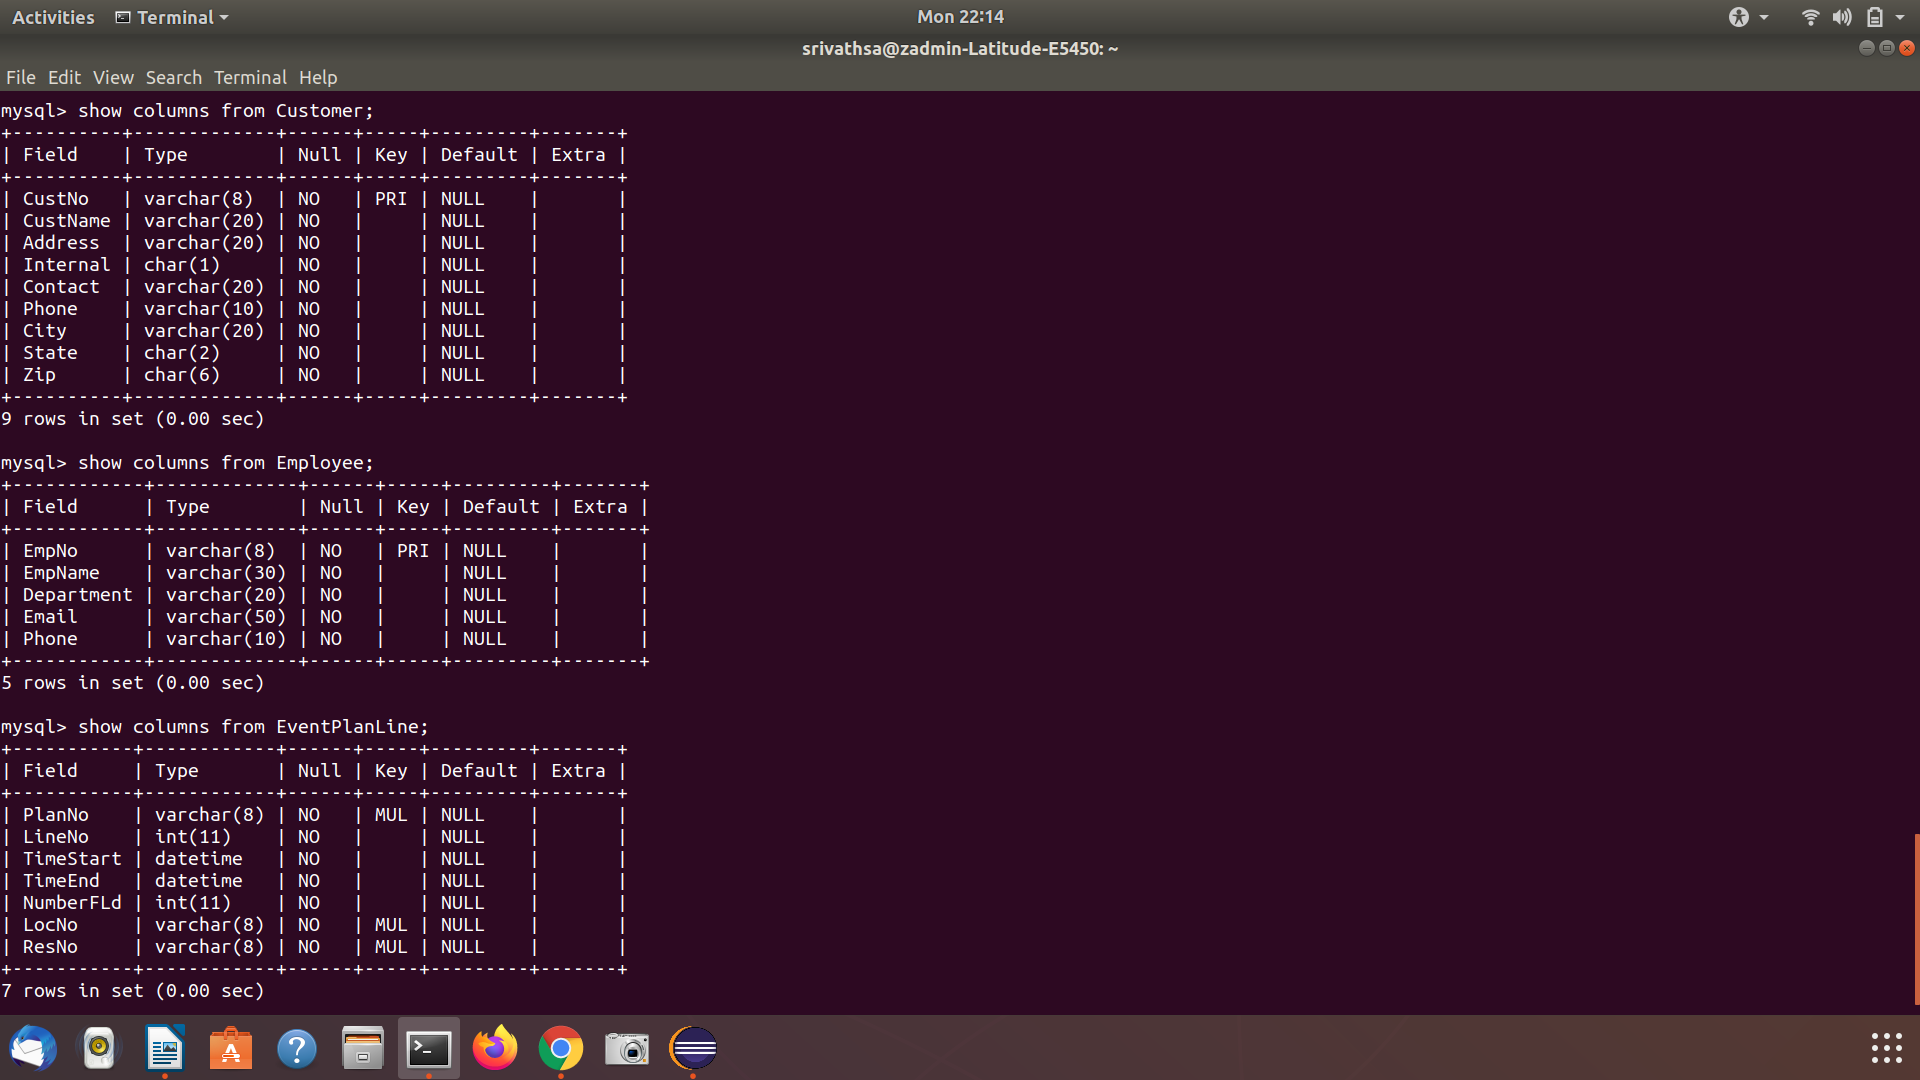 Activities Terminal Mon 22:14
srivathsa@zadmin-Latitude-E5450: ~
File Edit View Search Terminal Help
mysql> show columns from Customer;
+----------+-------------+------+-----+---------+-------+
| Field    | Type        | Null | Key | Default | Extra |
+----------+-------------+------+-----+---------+-------+
| CustNo   | varchar(8)  | NO   | PRI | NULL    |       |
| CustName | varchar(20) | NO   |     | NULL    |       |
| Address  | varchar(20) | NO   |     | NULL    |       |
| Internal | char(1)     | NO   |     | NULL    |       |
| Contact  | varchar(20) | NO   |     | NULL    |       |
| Phone    | varchar(10) | NO   |     | NULL    |       |
| City     | varchar(20) | NO   |     | NULL    |       |
| State    | char(2)     | NO   |     | NULL    |       |
| Zip      | char(6)     | NO   |     | NULL    |       |
+----------+-------------+------+-----+---------+-------+
9 rows in set (0.00 sec)
mysql> show columns from Employee;
+------------+-------------+------+-----+---------+-------+
| Field      | Type        | Null | Key | Default | Extra |
+------------+-------------+------+-----+---------+-------+
| EmpNo      | varchar(8)  | NO   | PRI | NULL    |       |
| EmpName    | varchar(30) | NO   |     | NULL    |       |
| Department | varchar(20) | NO   |     | NULL    |       |
| Email      | varchar(50) | NO   |     | NULL    |       |
| Phone      | varchar(10) | NO   |     | NULL    |       |
+------------+-------------+------+-----+---------+-------+
5 rows in set (0.00 sec)
mysql> show columns from EventPlanLine;
+-----------+------------+------+-----+---------+-------+
| Field     | Type       | Null | Key | Default | Extra |
+-----------+------------+------+-----+---------+-------+
| PlanNo    | varchar(8) | NO   | MUL | NULL    |       |
| LineNo    | int(11)    | NO   |     | NULL    |       |
| TimeStart | datetime   | NO   |     | NULL    |       |
| TimeEnd   | datetime   | NO   |     | NULL    |       |
| NumberFLd | int(11)    | NO   |     | NULL    |       |
| LocNo     | varchar(8) | NO   | MUL | NULL    |       |
| ResNo     | varchar(8) | NO   | MUL | NULL    |       |
+-----------+------------+------+-----+---------+-------+
7 rows in set (0.00 sec)